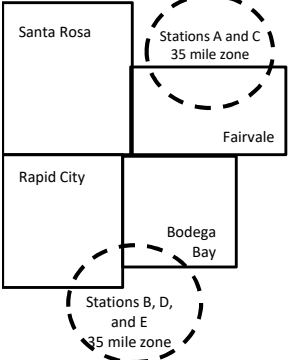 Santa Rosa
Stations A and C
35 mile zone
Fairvale
Rapid City
Bodega
Bay
Stations B, D,
and E
35 mile zone